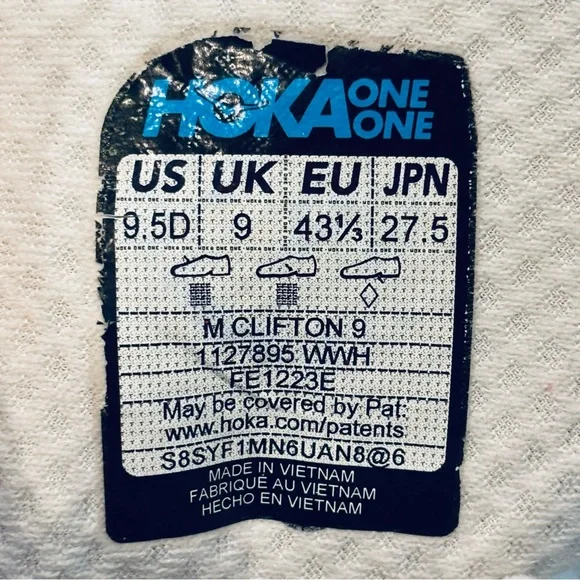 HOKA ONE ONE
US UK EU JPN
9.5D 9 43⅓ 27.5
M CLIFTON 9
1127895 WWH
FE1223E
May be covered by Pat:
www.hoka.com/patents
S8SYF1MN6UAN8@6
MADE IN VIETNAM
FABRIQUÉ AU VIETNAM
HECHO EN VIETNAM